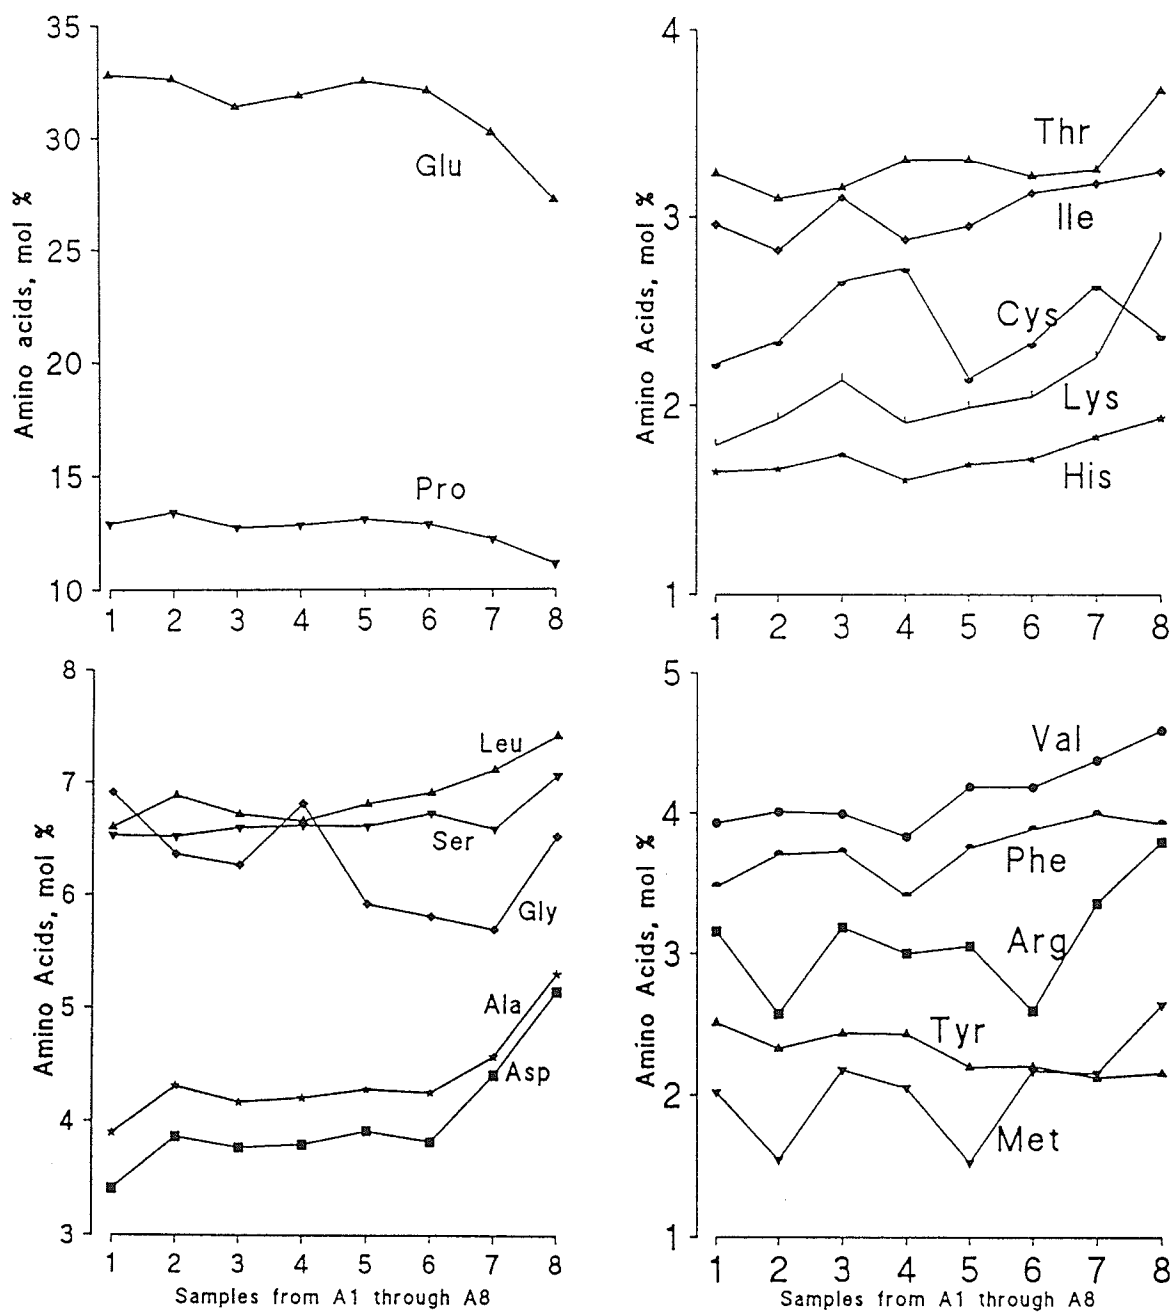 35
30
25
20
15
10
Amino acids, mol %
Glu
Pro
1 2 3 4 5 6 7 8
4
3
2
1
Amino Acids, mol %
Thr
Ile
Cys
Lys
His
1 2 3 4 5 6 7 8
8
7
6
5
4
3
Amino Acids, mol %
Leu
Ser
Gly
Ala
Asp
1 2 3 4 5 6 7 8
Samples from A1 through A8
5
4
3
2
1
Amino Acids, mol %
Val
Phe
Arg
Tyr
Met
1 2 3 4 5 6 7 8
Samples from A1 through A8